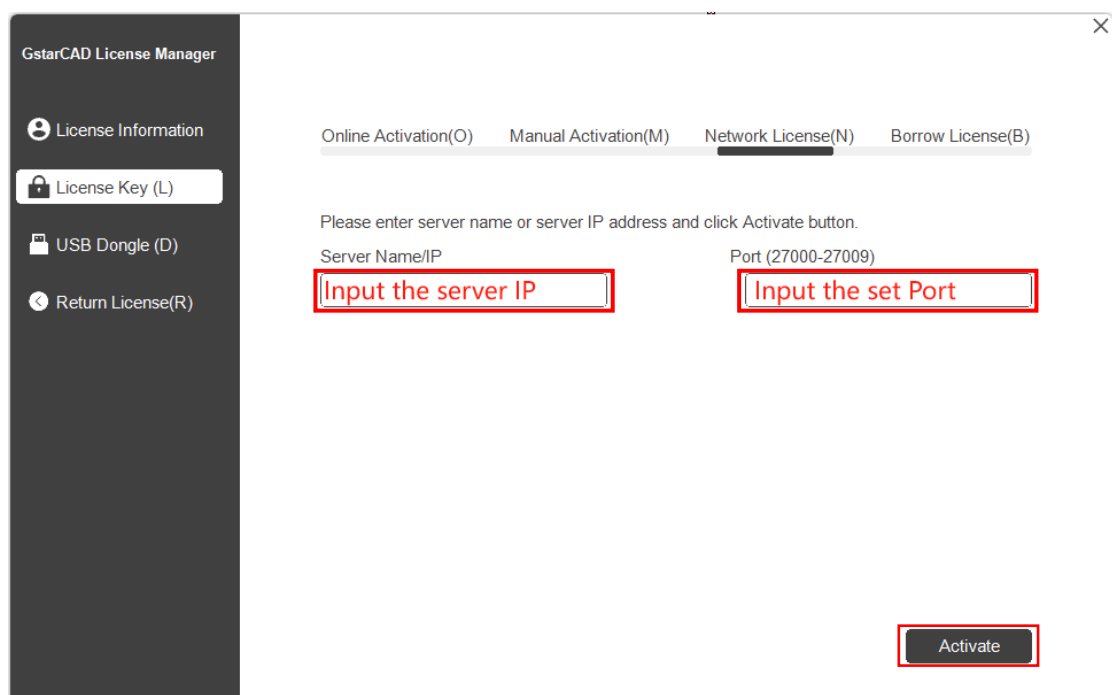 GstarCAD License Manager
License Information
License Key (L)
USB Dongle (D)
Return License(R)
Online Activation(O) Manual Activation(M) Network License(N) Borrow License(B)
Please enter server name or server IP address and click Activate button.
Server Name/IP Port (27000-27009)
Input the server IP Input the set Port
Activate